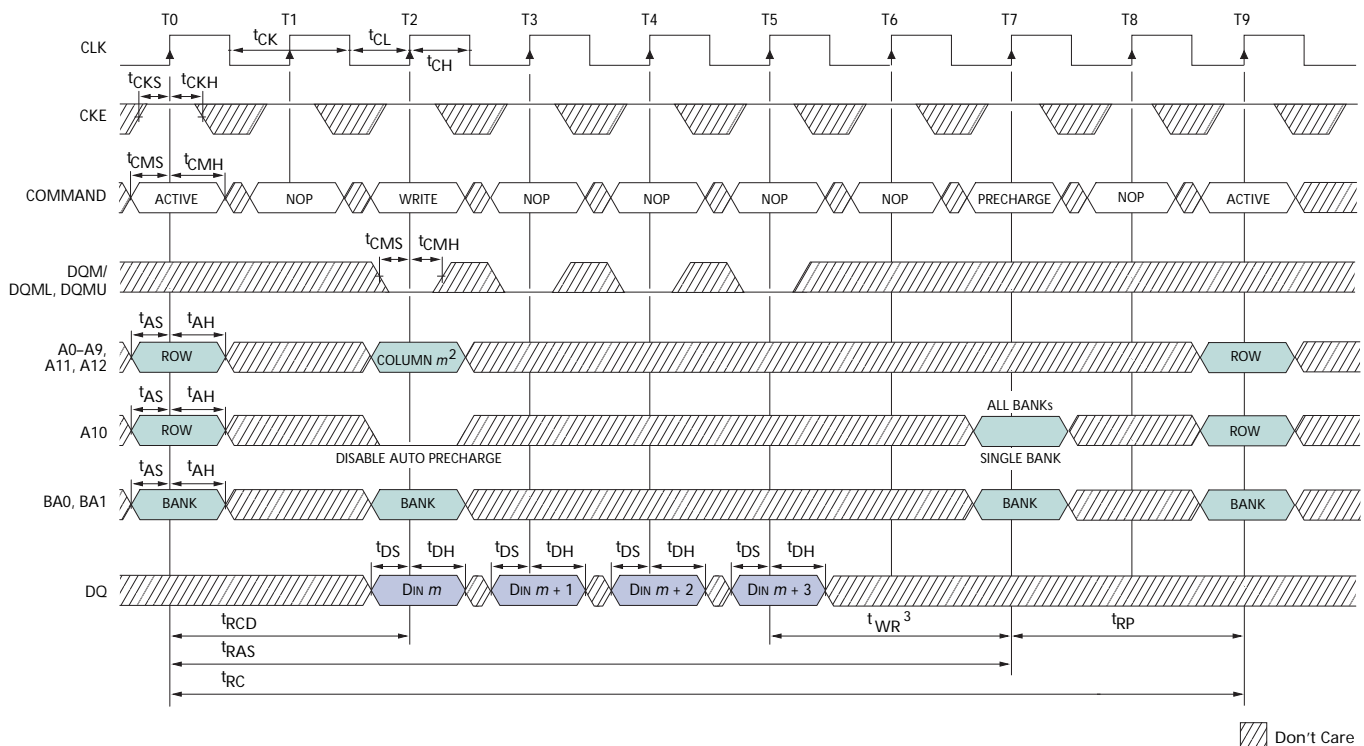 T0 T1 T2 T3 T4 T5 T6 T7 T8 T9
CLK tCK tCL tCH
tCKS tCKH
CKE
tCMS tCMH
COMMAND ACTIVE NOP WRITE NOP NOP NOP NOP PRECHARGE NOP ACTIVE
tCMS tCMH
DQM/
DQML, DQMU
tAS tAH
A0–A9,
A11, A12 ROW COLUMN m² ROW
tAS tAH ALL BANKs
A10 ROW ROW
DISABLE AUTO PRECHARGE SINGLE BANK
tAS tAH
BA0, BA1 BANK BANK BANK BANK
tDS tDH tDS tDH tDS tDH tDS tDH
DQ DIN m DIN m + 1 DIN m + 2 DIN m + 3
tRCD tWR³ tRP
tRAS
tRC
Don't Care